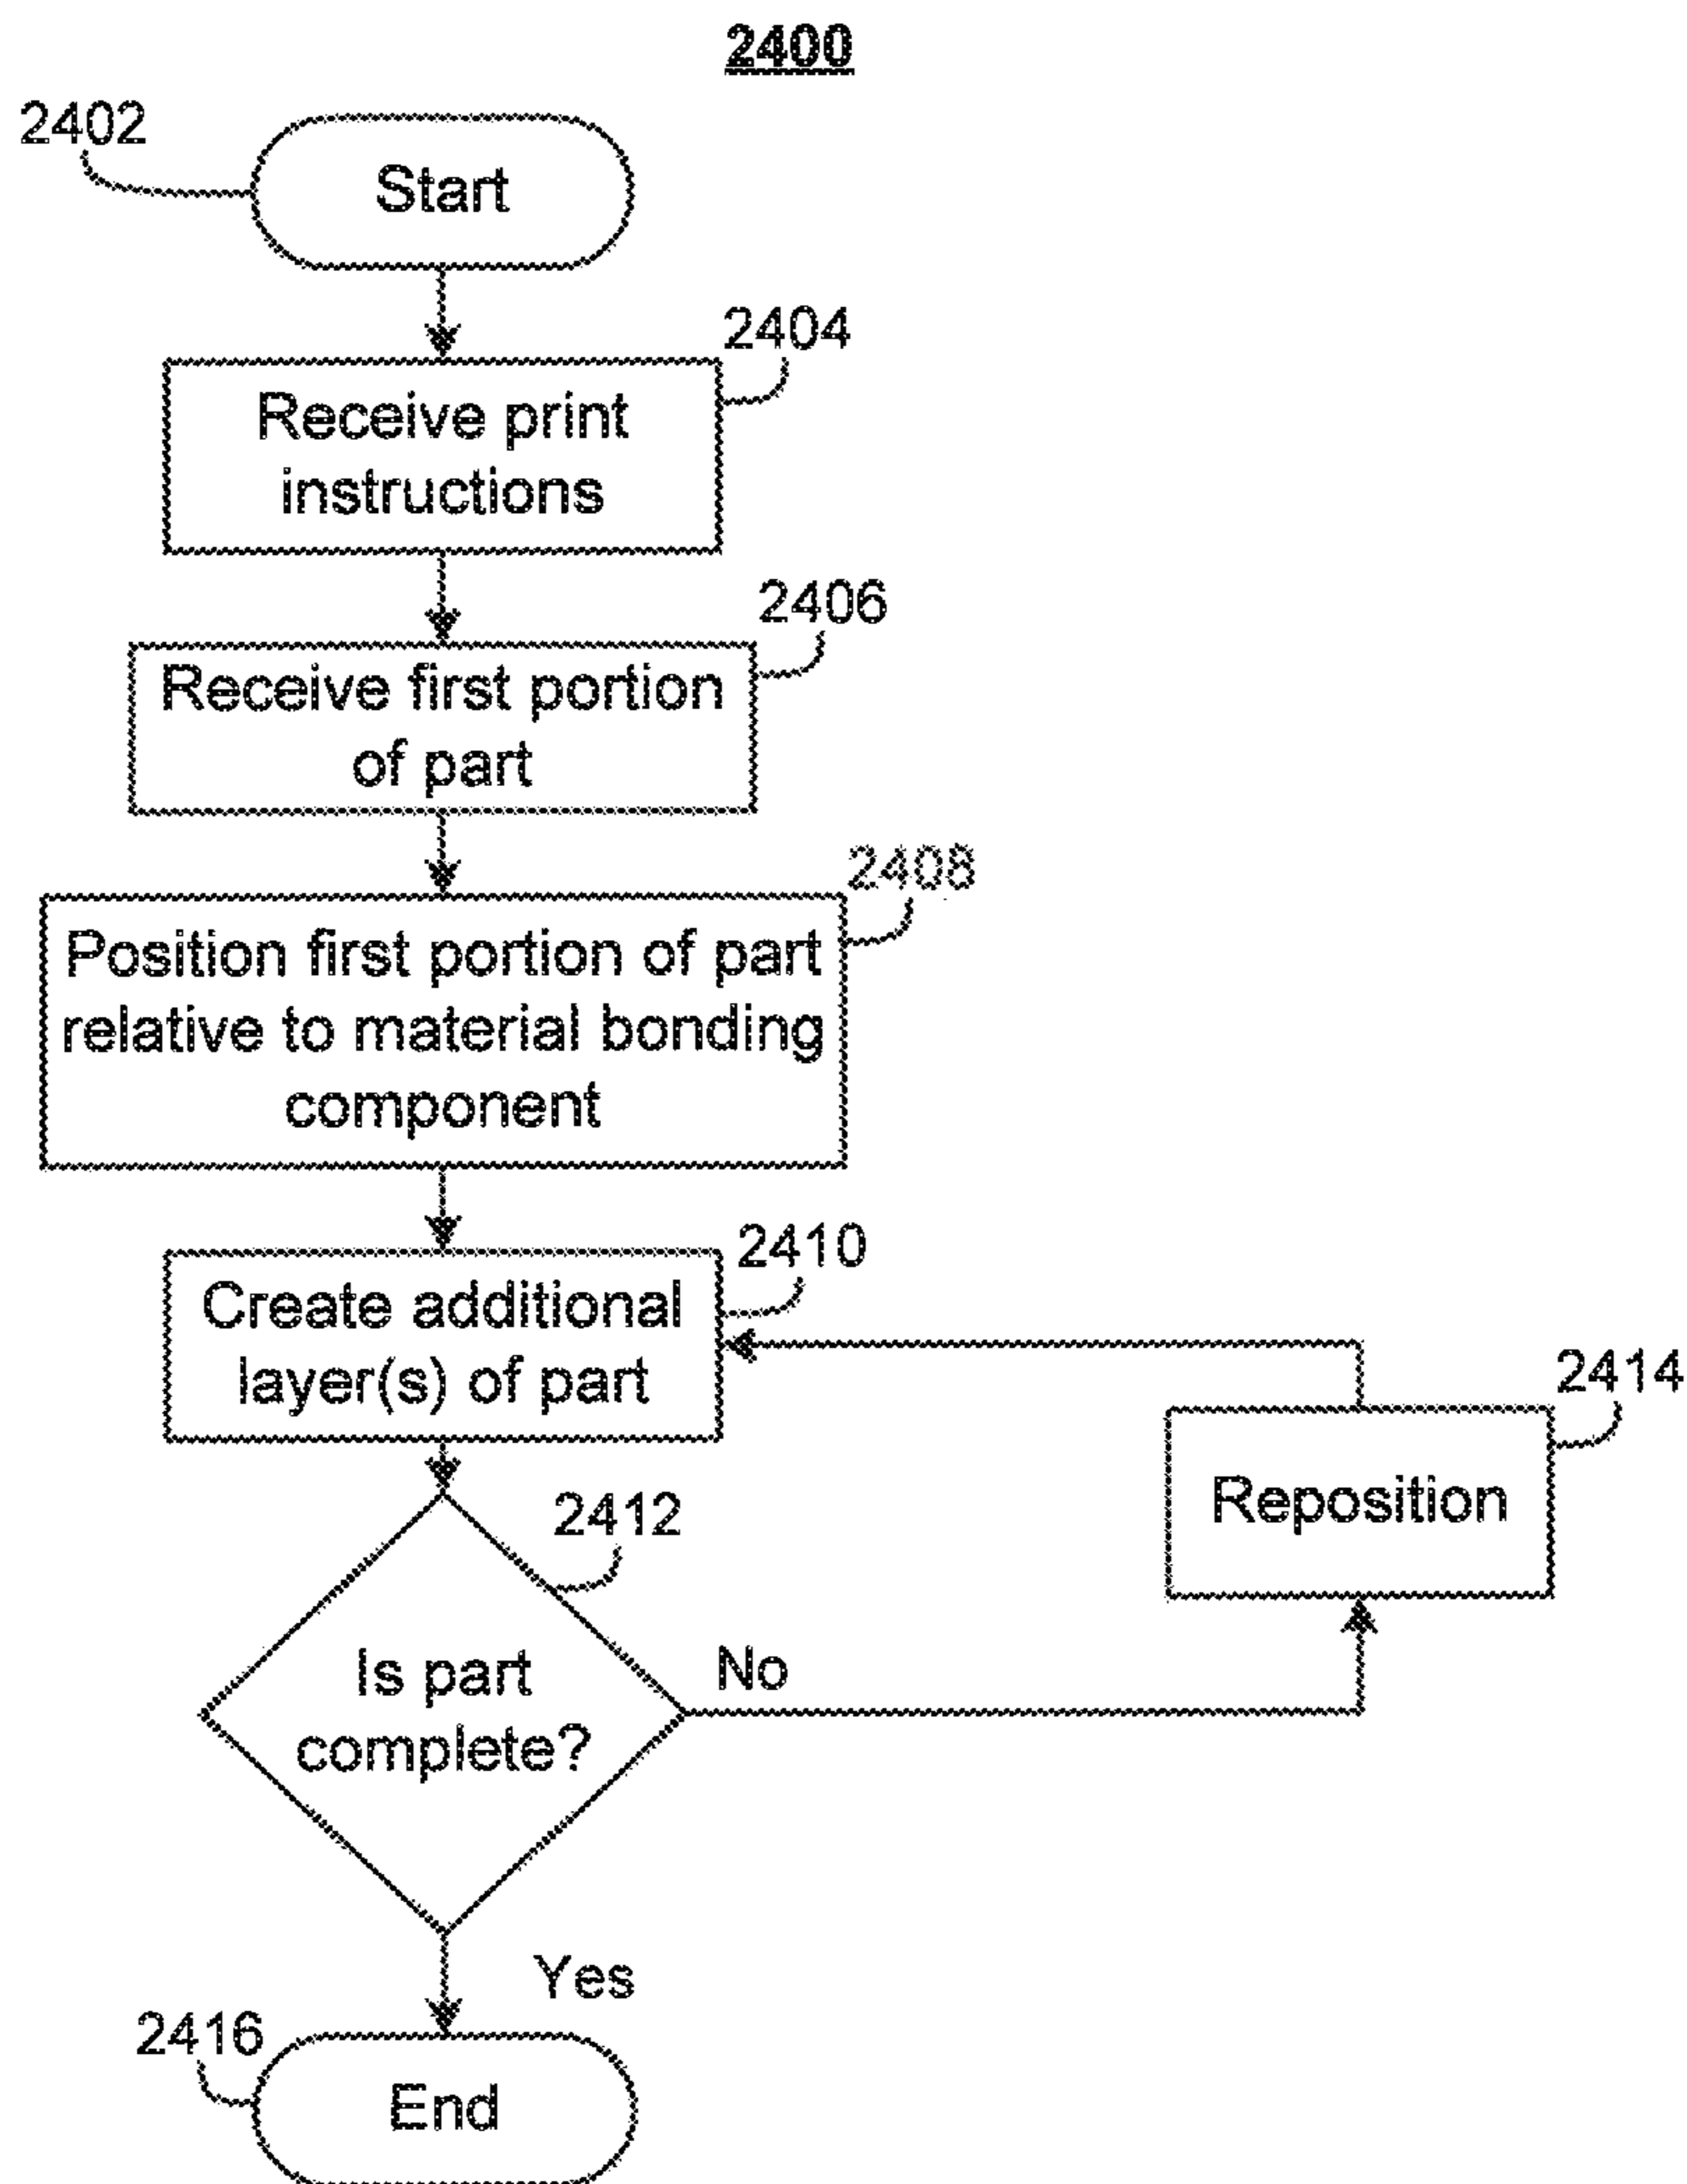 2400
2402
Start
2404
Receive print
instructions
2406
Receive first portion
of part
2408
Position first portion of part
relative to material bonding
component
2410
Create additional
layer(s) of part
2414
Reposition
2412
Is part
complete?
No
Yes
2416
End